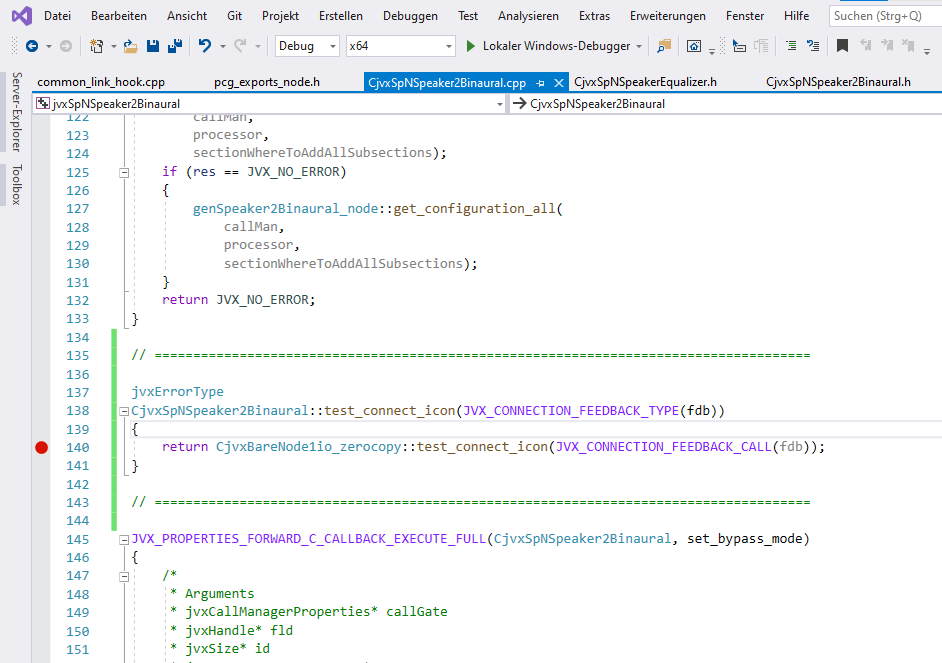 Datei Bearbeiten Ansicht Git Projekt Erstellen Debuggen Test Analysieren Extras Erweiterungen Fenster Hilfe Suchen (Strg+Q)
Debug x64 Lokaler Windows-Debugger
common_link_hook.cpp pcg_exports_node.h CjvxSpNSpeaker2Binaural.cpp CjvxSpNSpeakerEqualizer.h CjvxSpNSpeaker2Binaural.h
Server-Explorer
Toolbox
jvxSpNSpeaker2Binaural CjvxSpNSpeaker2Binaural
122 callMan,
123 processor,
124 sectionWhereToAddAllSubsections);
125 if (res == JVX_NO_ERROR)
126 {
127 genSpeaker2Binaural_node::get_configuration_all(
128 callMan,
129 processor,
130 sectionWhereToAddAllSubsections);
131 }
132 return JVX_NO_ERROR;
133 }
134
135 // =====================================================================================
136
137 jvxErrorType
138 CjvxSpNSpeaker2Binaural::test_connect_icon(JVX_CONNECTION_FEEDBACK_TYPE(fdb))
139 {
140 return CjvxBareNode1io_zerocopy::test_connect_icon(JVX_CONNECTION_FEEDBACK_CALL(fdb));
141 }
142
143 // =====================================================================================
144
145 JVX_PROPERTIES_FORWARD_C_CALLBACK_EXECUTE_FULL(CjvxSpNSpeaker2Binaural, set_bypass_mode)
146 {
147 /*
148 * Arguments
149 * jvxCallManagerProperties* callGate
150 * jvxHandle* fld
151 * jvxSize* id